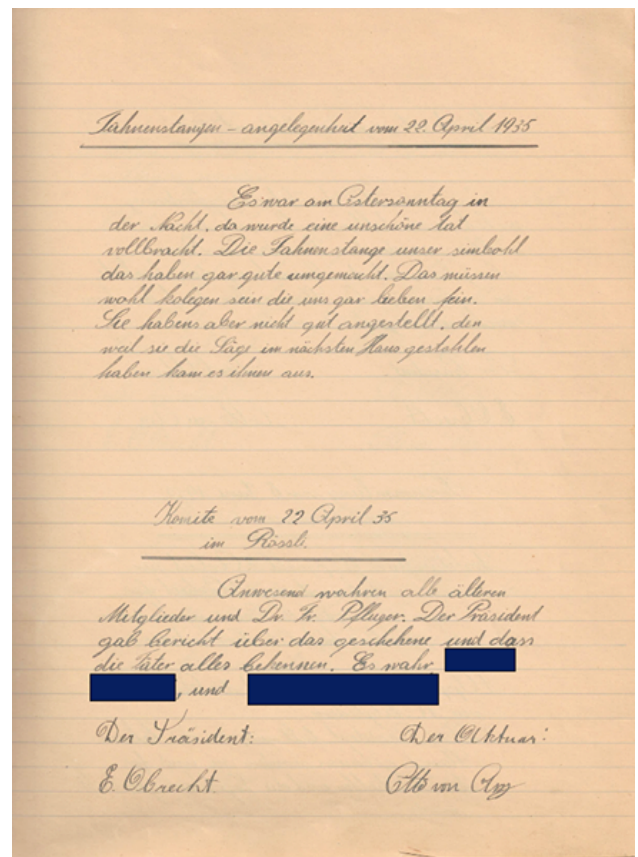 Fahnenstangen-angelegenheit vom 22. April 1935
Es war am Ostersonntag in
der Nacht, da wurde eine unschöne tat
vollbracht. Die Fahnenstange unser simbohl
das haben gar gute umgemacht. Das müssen
wohl kolegen sein die uns gar lieben fein.
Sie habens aber nicht gut angestellt, den
weil sie die Säge im nächsten Haus gestohlen
haben kam es ihnen aus.
Komite vom 22 April 35
im Rössli.
Anwesend wahren alle älteren
Mitglieder und Dr. Fr. Pfluger. Der Präsident
gab bericht über das geschehene und dass
die Täter alles bekennen. Es wahr
, und
Der Präsident: Der Aktuar:
E. Obrecht Otto von